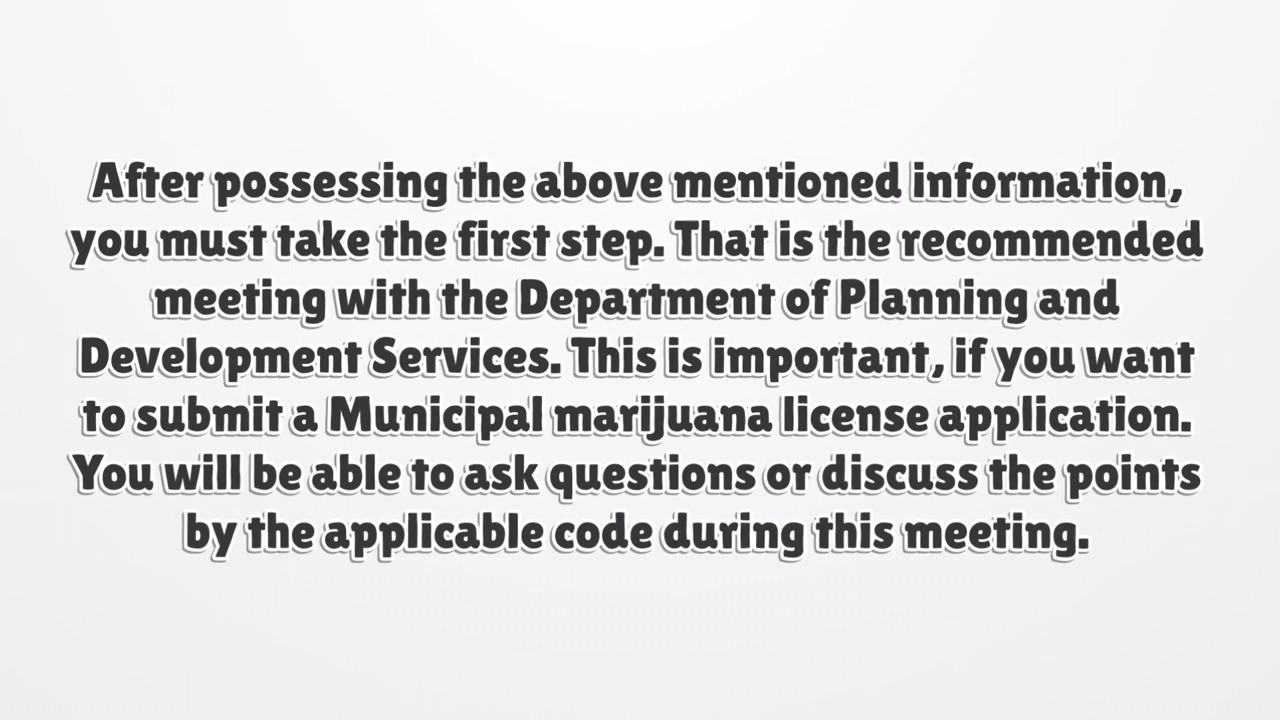 After possessing the above mentioned information,
you must take the first step. That is the recommended
meeting with the Department of Planning and
Development Services. This is important, if you want
to submit a Municipal marijuana license application.
You will be able to ask questions or discuss the points
by the applicable code during this meeting.